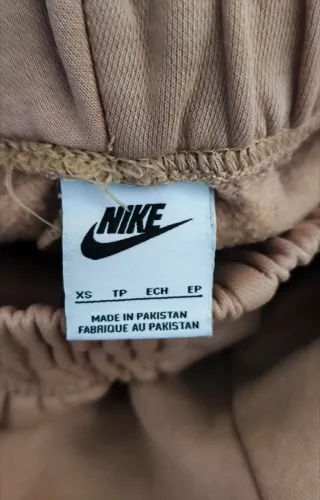 NIKE
XS TP ECH EP
MADE IN PAKISTAN
FABRIQUE AU PAKISTAN